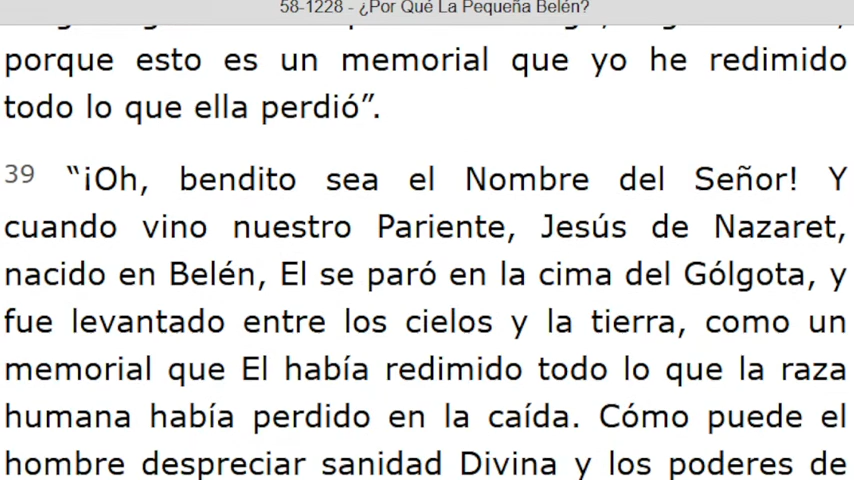 58-1228 - ¿Por Qué La Pequeña Belén?
porque esto es un memorial que yo he redimido
todo lo que ella perdió”.
39 “¡Oh, bendito sea el Nombre del Señor! Y
cuando vino nuestro Pariente, Jesús de Nazaret,
nacido en Belén, El se paró en la cima del Gólgota, y
fue levantado entre los cielos y la tierra, como un
memorial que El había redimido todo lo que la raza
humana había perdido en la caída. Cómo puede el
hombre despreciar sanidad Divina y los poderes de